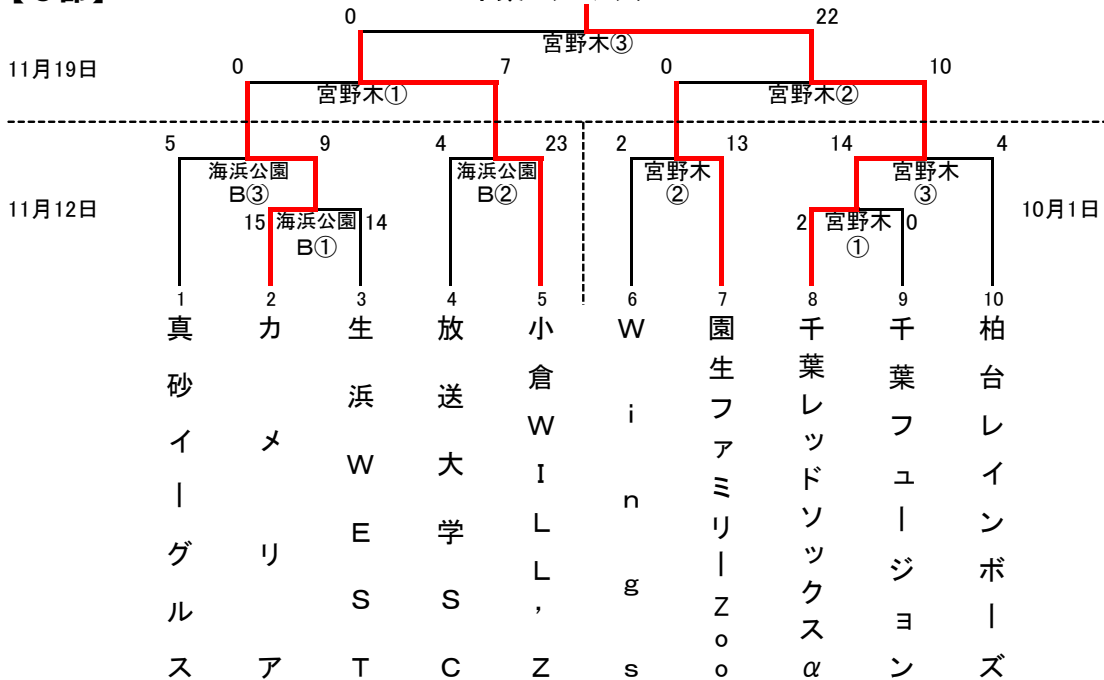 0 22
宮野木③
11月19日
0 7 0 10
宮野木① 宮野木②
5 9 4 23 2 13 14 4
海浜公園 海浜公園 宮野木 宮野木
B③ B② ② ③
11月12日 10月1日
15 海浜公園 14 2 宮野木 0
B① ①
1 2 3 4 5 6 7 8 9 10
真砂イーグルス
カメリア
生浜WEST
放送大学SC
小倉WILL'Z
Wings
園生ファミリーZoo
千葉レッドソックスα
千葉フュージョン
柏台レインボーズ